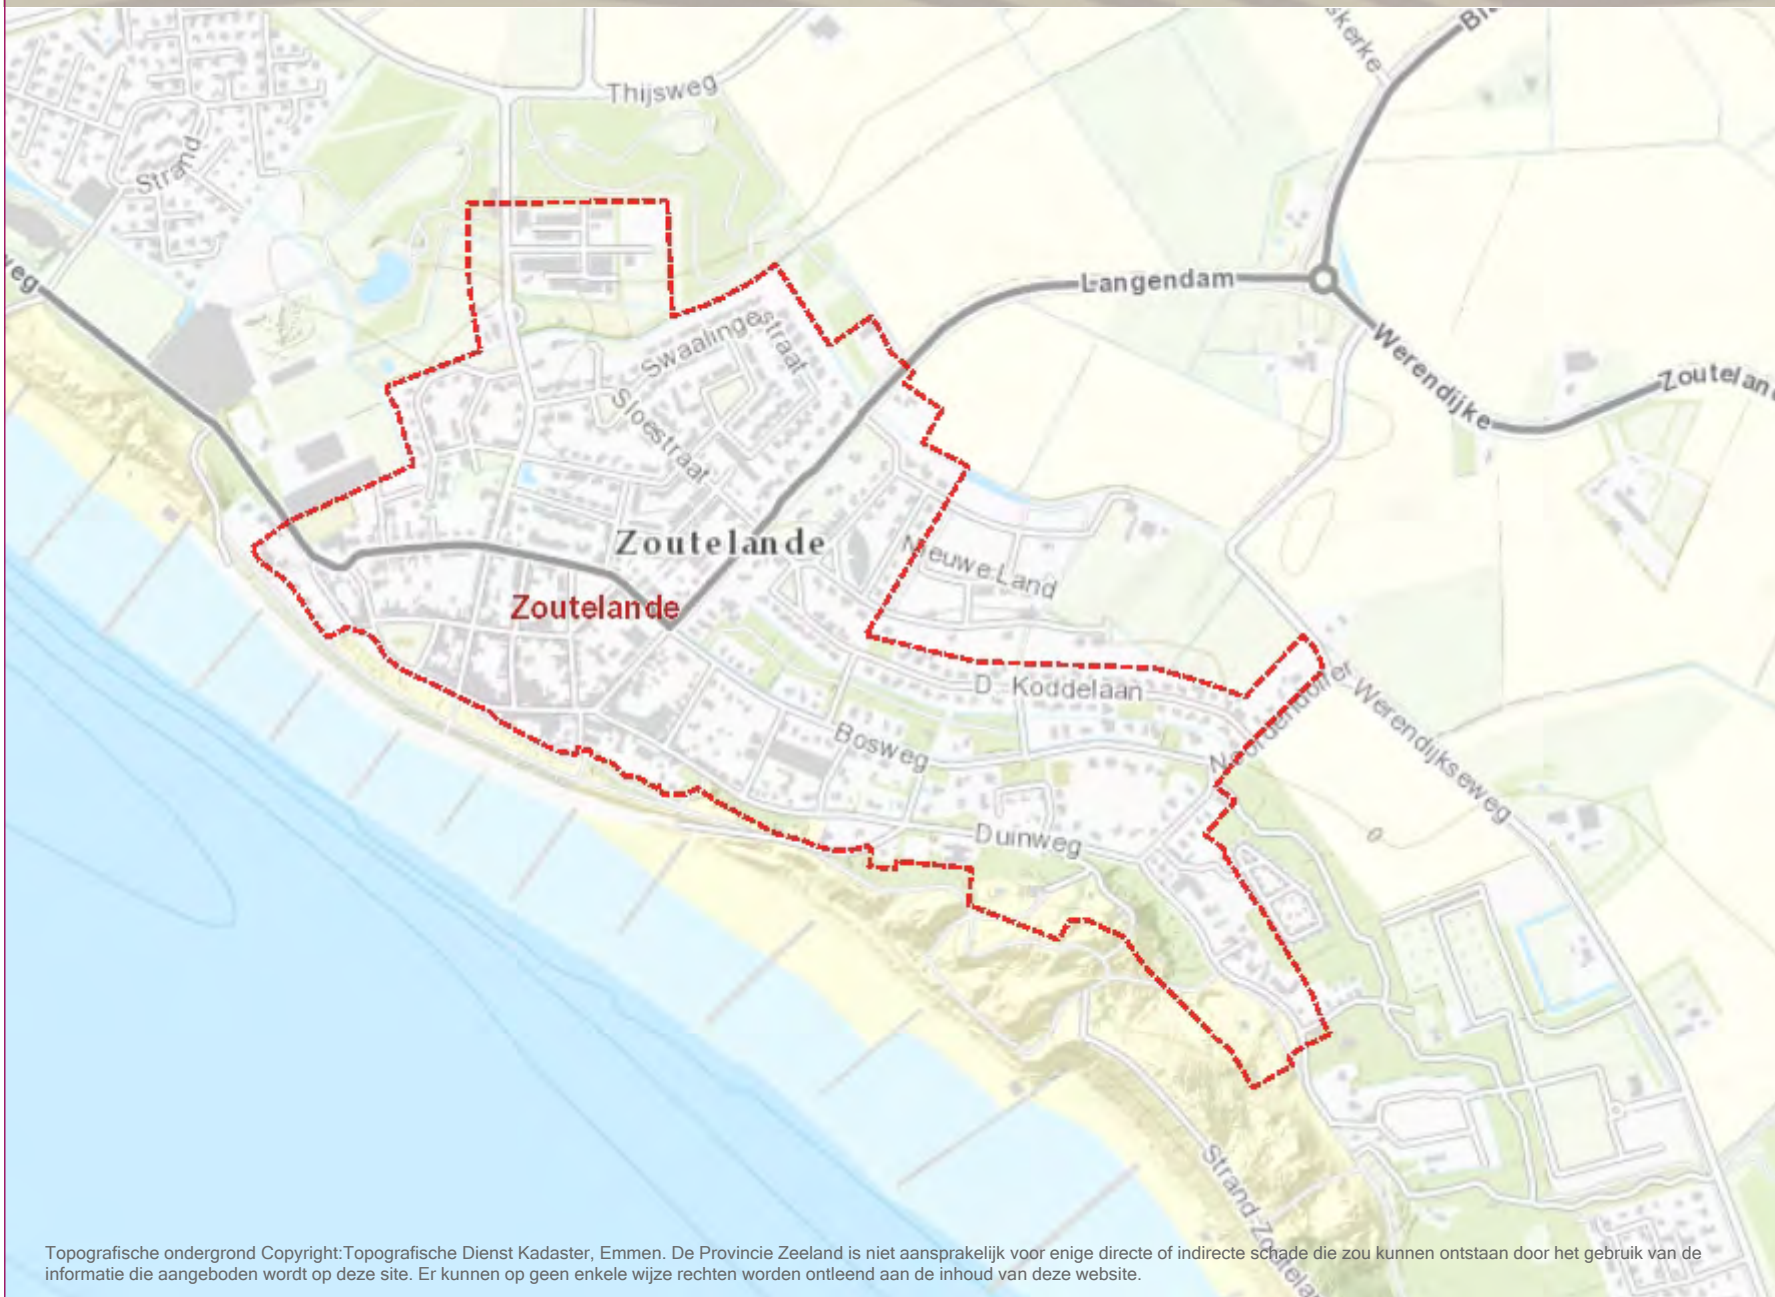 Thijsweg
Strand
Langendam
Werendijke
Swaalingestraat
Sloestraat
Zoutelande
Nieuwe Land
Zoutelande
D. Koddelaan
Bosweg
Werendijkseweg
Duinweg
Topografische ondergrond Copyright:Topografische Dienst Kadaster, Emmen. De Provincie Zeeland is niet aansprakelijk voor enige directe of indirecte schade die zou kunnen ontstaan door het gebruik van de
informatie die aangeboden wordt op deze site. Er kunnen op geen enkele wijze rechten worden ontleend aan de inhoud van deze website.